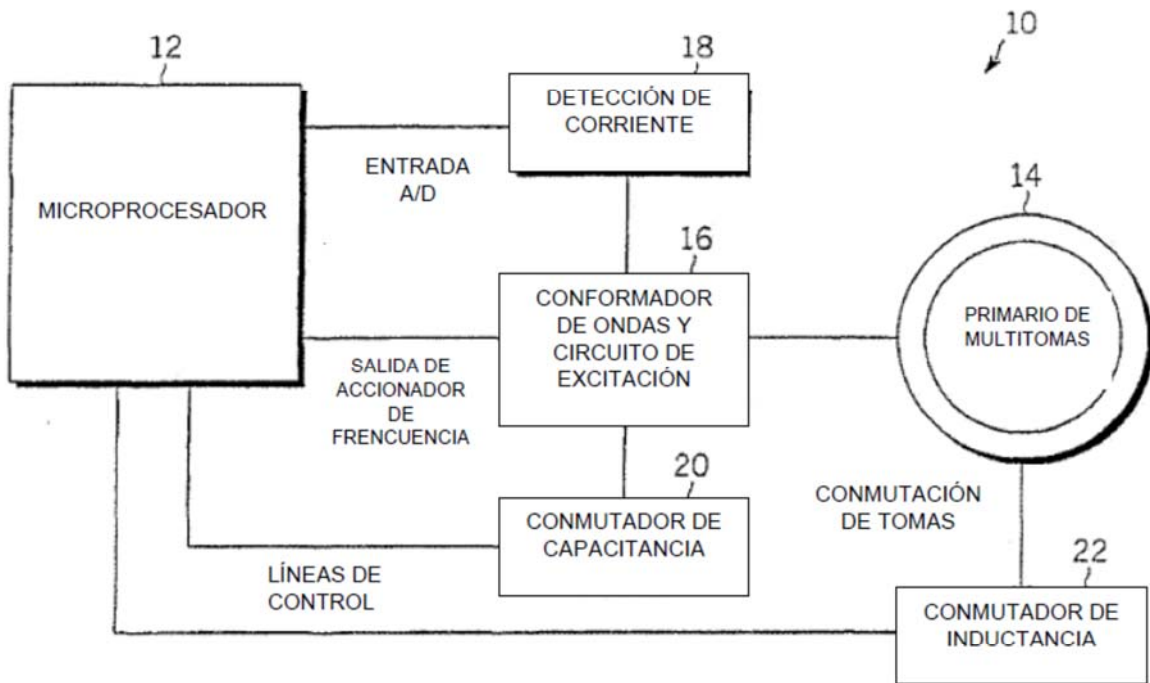 10
12
MICROPROCESADOR
18
DETECCIÓN DE
CORRIENTE
ENTRADA
A/D
16
CONFORMADOR
DE ONDAS Y
CIRCUITO DE
EXCITACIÓN
14
PRIMARIO DE
MULTITOMAS
SALIDA DE
ACCIONADOR
DE
FRENCUENCIA
20
CONMUTADOR DE
CAPACITANCIA
CONMUTACIÓN
DE TOMAS
LÍNEAS DE
CONTROL
22
CONMUTADOR DE
INDUCTANCIA